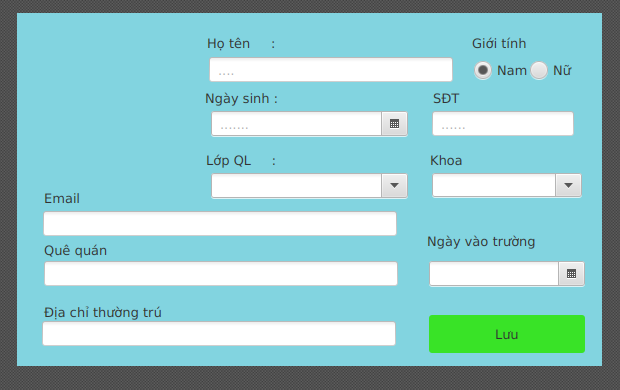 Họ tên :
Giới tính
....
Nam Nữ
Ngày sinh :
SĐT
.......
......
Lớp QL :
Khoa
Email
Ngày vào trường
Quê quán
Địa chỉ thường trú
Lưu